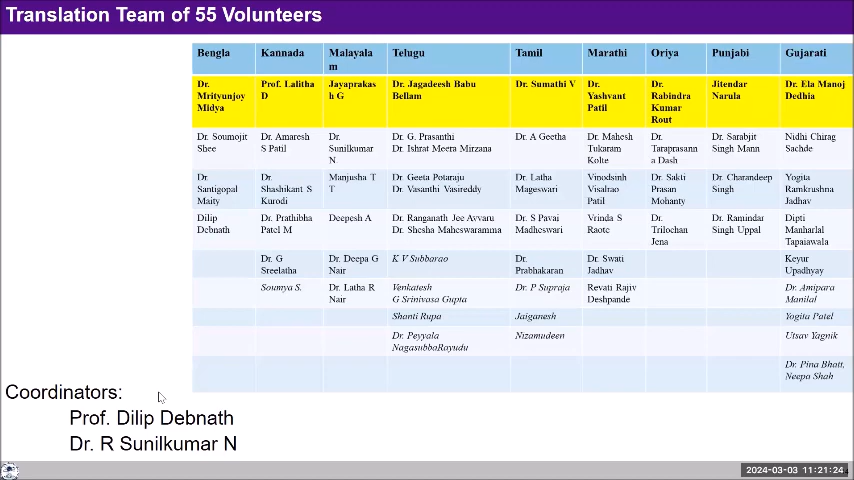 Translation Team of 55 Volunteers
Bengla Kannada Malayala Telugu Tamil Marathi Oriya Punjabi Gujarati
m
Dr. Prof. Lalitha Jayaprakas Dr. Jagadeesh Babu Dr. Sumathi V Dr. Dr. Jitendar Dr. Ela Manoj
Mrityunjoy D h G Bellam Yashvant Rabindra Narula Dedhia
Midya Patil Kumar
Rout
Dr. Soumojit Dr. Amaresh Dr. Dr. G. Prasanthi Dr. A Geetha Dr. Mahesh Dr. Dr. Sarabjit Nidhi Chirag
Shee S Patil Sunilkumar Dr. Ishrat Meera Mirzana Tukaram Taraprasann Singh Mann Sachde
N. Kolte a Dash
Dr. Dr. Manjusha T Dr. Geeta Potaraju Dr. Latha Vinodsinh Dr. Sakti Dr. Charandeep Yogita
Santigopal Shashikant S T Dr. Vasanthi Vasireddy Mageswari Visalrao Prasan Singh Ramkrushna
Maity Kurodi Patil Mohanty Jadhav
Dilip Dr. Prathibha Deepesh A Dr. Ranganath Jee Avvaru Dr. S Pavai Vrinda S Dr. Dr. Ramindar Dipti
Debnath Patel M Dr. Shesha Maheswaramma Madheswari Raote Trilochan Singh Uppal Manharlal
Jena Tapaiawala
Dr. G Dr. Deepa G K V Subbarao Dr. Dr. Swati Keyur
Sreelatha Nair Prabhakaran Jadhav Upadhyay
Soumya S. Dr. Latha R Venkatesh Dr. P Supraja Revati Rajiv Dr. Amipara
Nair G Srinivasa Gupta Deshpande Manilal
Shanti Rupa Jaiganesh Yogita Patel
Dr. Peyyala Nizamudeen Utsav Yagnik
NagasubbaRayudu
Dr. Pina Bhatt,
Neepa Shah
Coordinators:
Prof. Dilip Debnath
Dr. R Sunilkumar N
2024-03-03 11:21:24